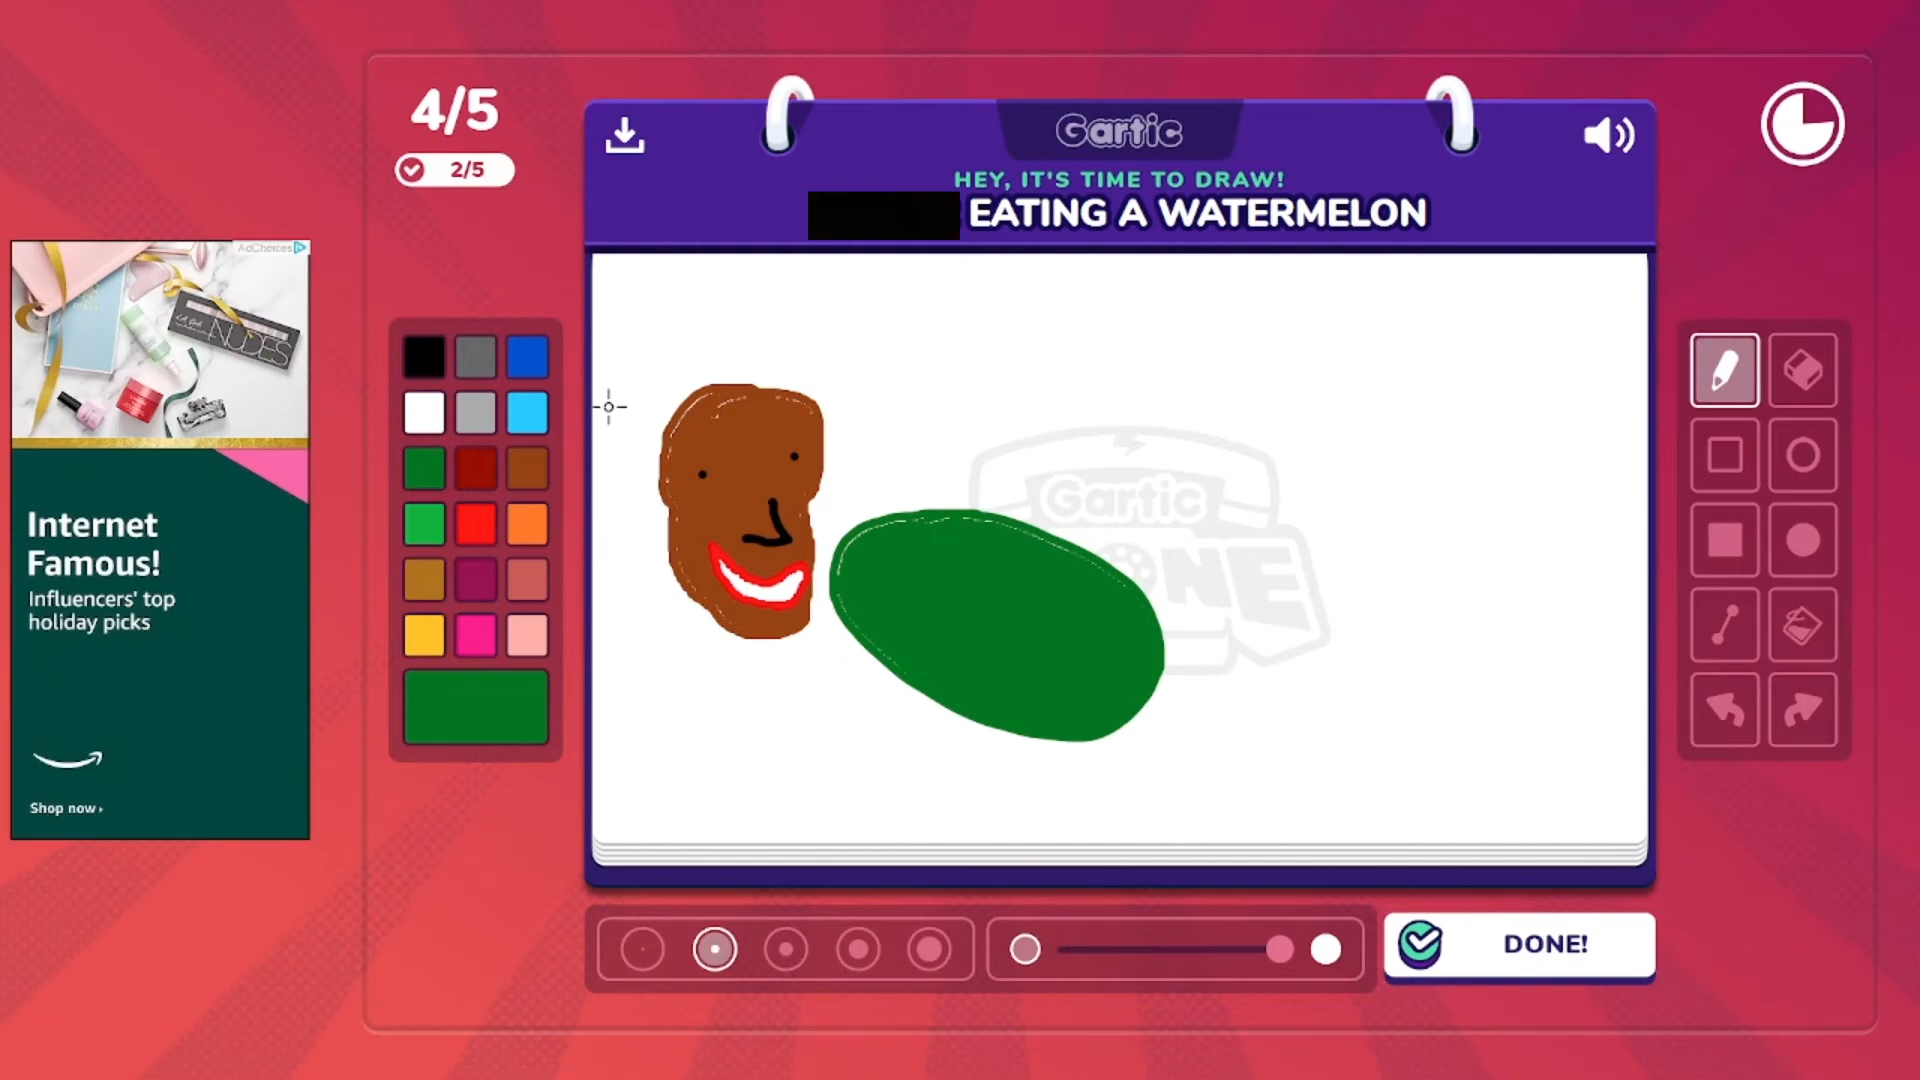 4/5
2/5
Gartic
HEY, IT'S TIME TO DRAW!
EATING A WATERMELON
AdChoices
NUDES
Internet
Famous!
Influencers' top
holiday picks
Shop now
Gartic
DONE!